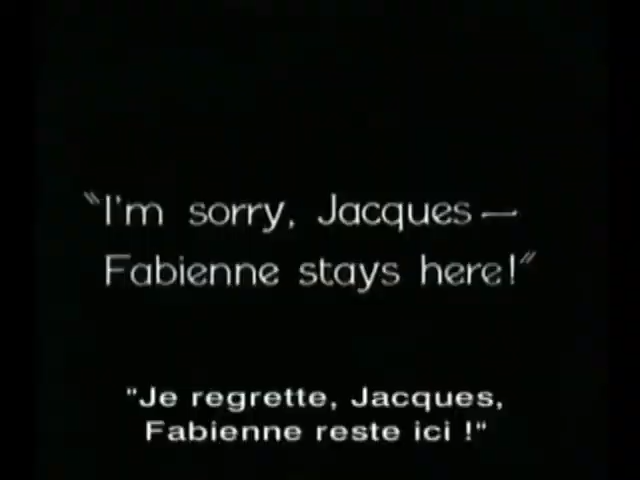 "I'm sorry, Jacques —
Fabienne stays here!"
"Je regrette, Jacques,
Fabienne reste ici !"